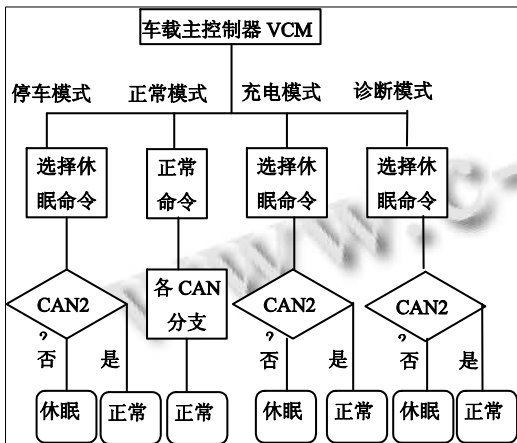 车载主控制器 VCM
停车模式 正常模式 充电模式 诊断模式
选择休 正常 选择休 选择休
眠命令 命令 眠命令 眠命令
CAN2 各 CAN CAN2 CAN2
? 分支 ? ?
否 是 否 是 否 是
休眠 正常 正常 休眠 正常 休眠 正常
www.c-